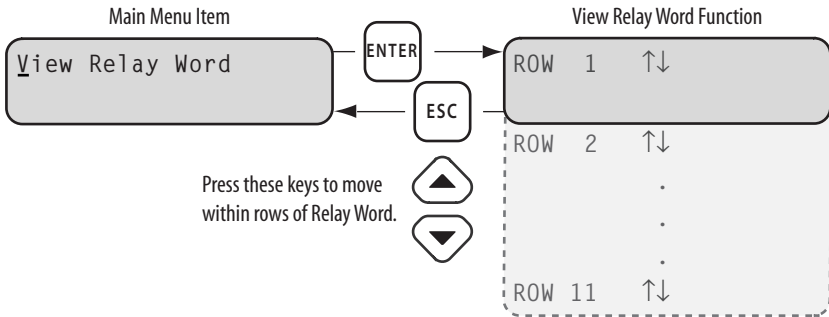 Main Menu Item
View Relay Word
ENTER
ESC
Press these keys to move
within rows of Relay Word.
View Relay Word Function
ROW 1 ↑↓
ROW 2 ↑↓
.
.
.
ROW 11 ↑↓